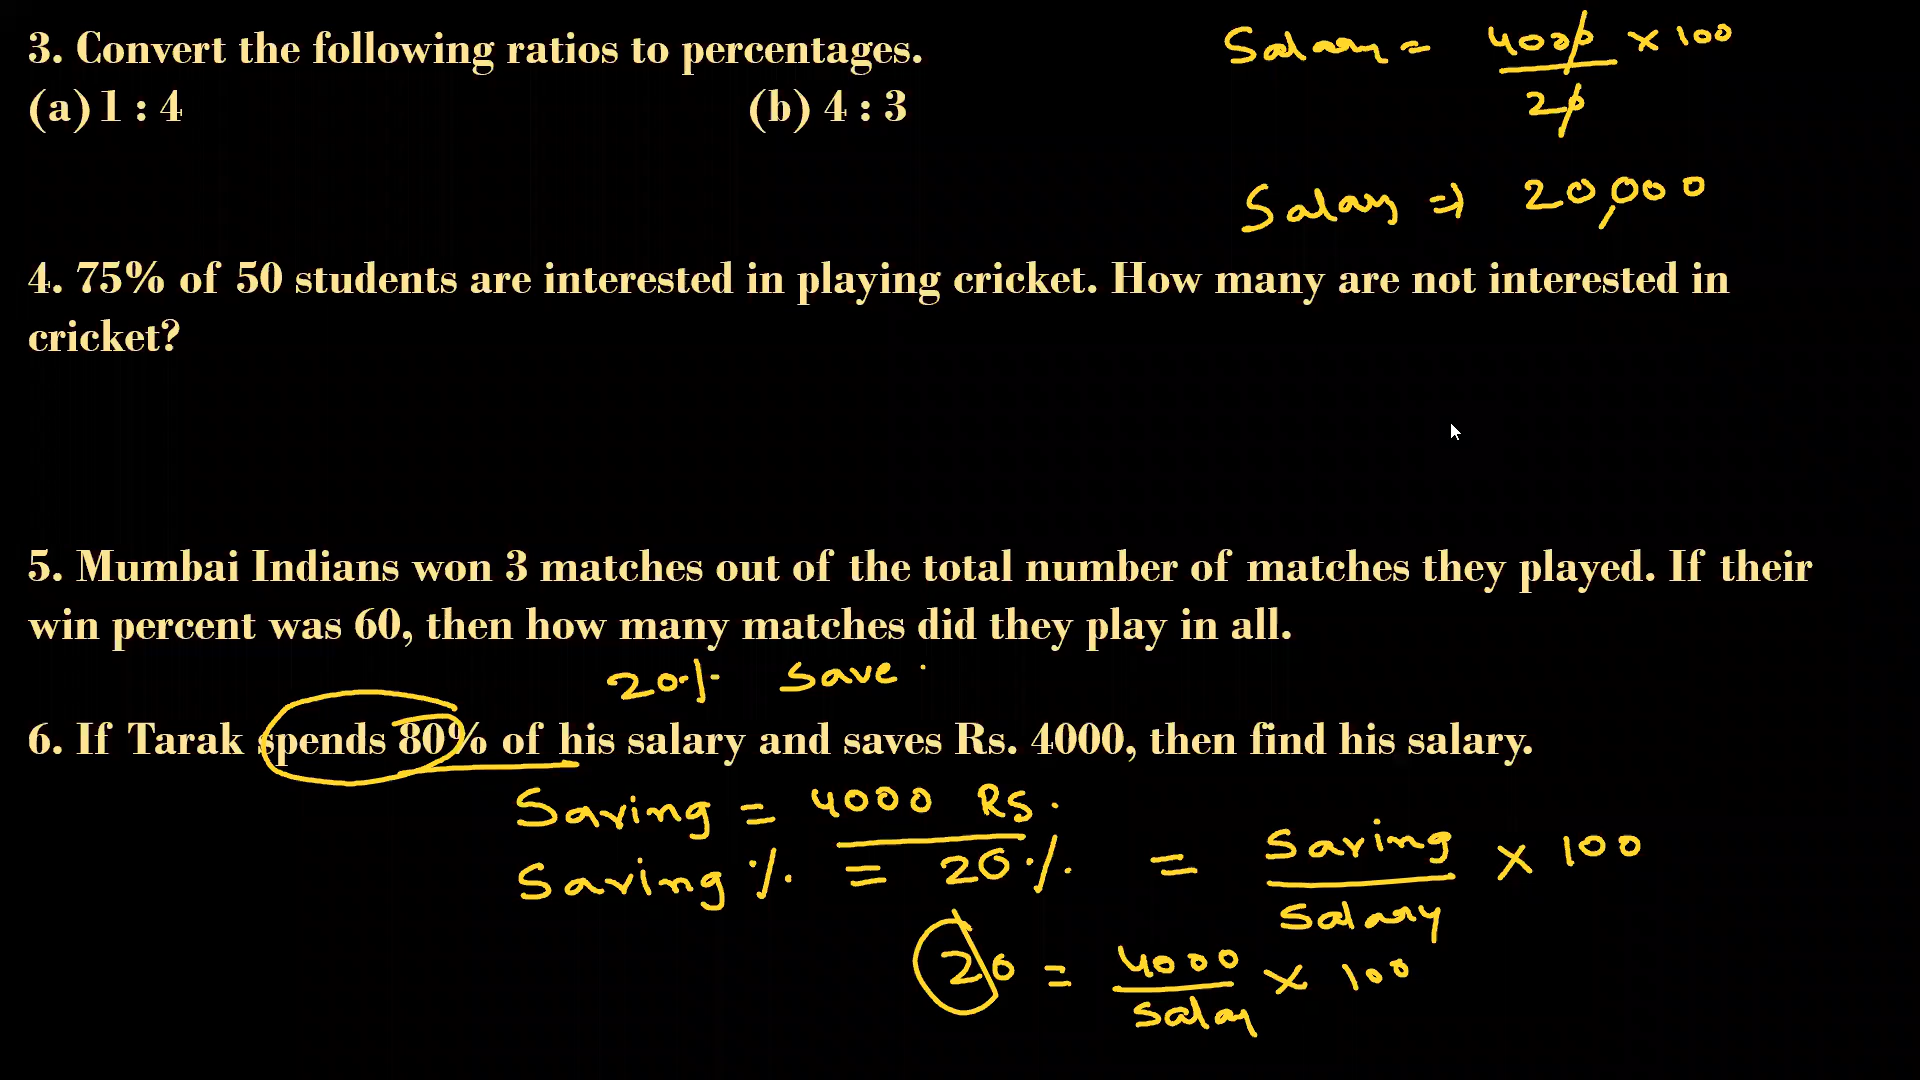 3. Convert the following ratios to percentages.
(a) 1 : 4 (b) 4 : 3
Salary = 4000 × 100
20
Salary ⇒ 20,000
4. 75% of 50 students are interested in playing cricket. How many are not interested in
cricket?
5. Mumbai Indians won 3 matches out of the total number of matches they played. If their
win percent was 60, then how many matches did they play in all.
20% save .
6. If Tarak spends 80% of his salary and saves Rs. 4000, then find his salary.
Saving = 4000 Rs.
Saving % = 20% = Saving × 100
Salary
20 = 4000 × 100
Salay